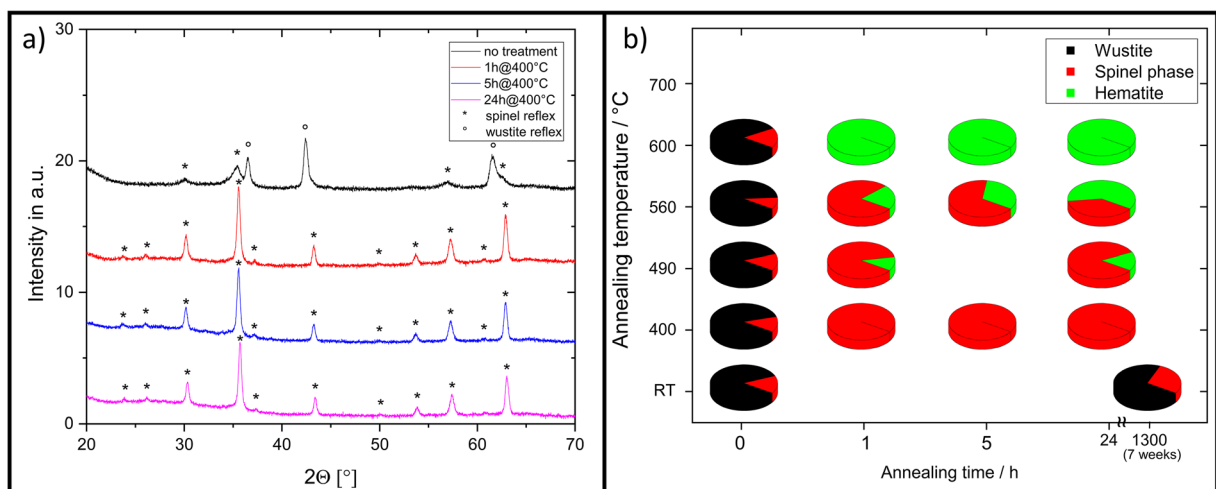 a)
30
20
10
0
Intensity in a.u.
no treatment
1h@400°C
5h@400°C
24h@400°C
* spinel reflex
° wustite reflex
20 30 40 50 60 70
2Θ [°]
b)
Wustite
Spinel phase
Hematite
Annealing temperature / °C
700
600
560
490
400
RT
0 1 5 24 1300
(7 weeks)
Annealing time / h